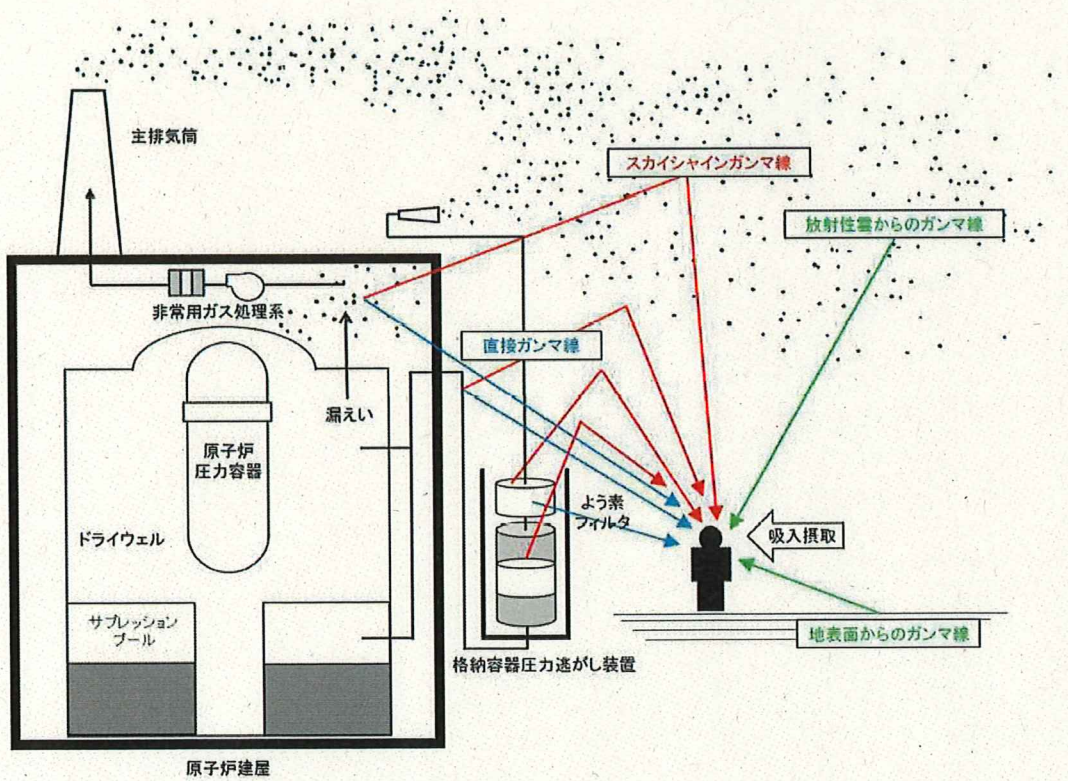 主排気筒
スカイシャインガンマ線
放射性雲からのガンマ線
非常用ガス処理系
直接ガンマ線
漏えい
原子炉
圧力容器
よう素
フィルタ
吸入摂取
ドライウェル
サプレッション
プール
地表面からのガンマ線
格納容器圧力逃がし装置
原子炉建屋